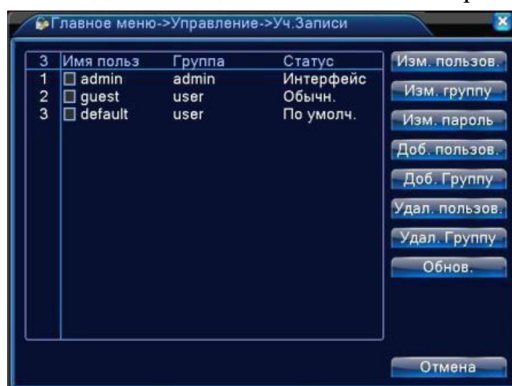 Главное меню->Управление->Уч.Записи
3 Имя польз Группа Статус
1 admin admin Интерфейс
2 guest user Обычн.
3 default user По умолч.
Изм. пользов.
Изм. группу
Изм. пароль
Доб. пользов.
Доб. Группу
Удал. пользов.
Удал. Группу
Обнов.
Отмена